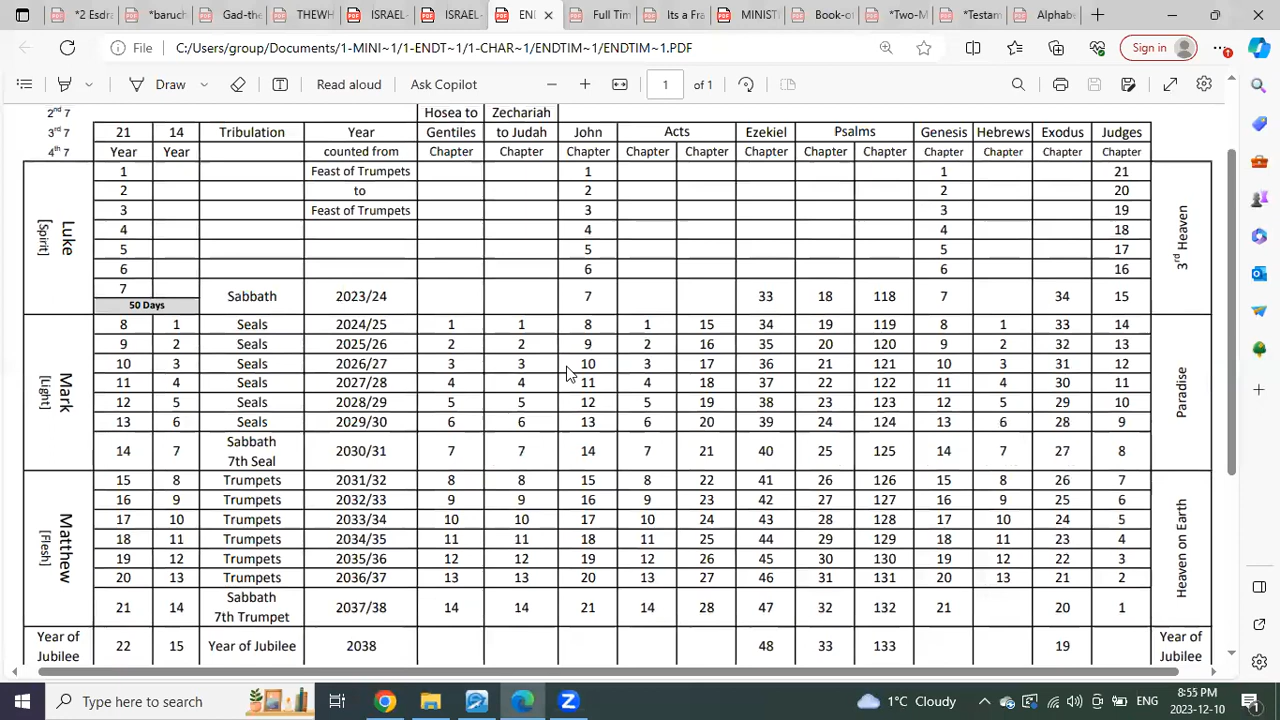 *2 Esdra
*baruch
Gad-the
THEWH
ISRAEL-
ISRAEL-
END
Full Tim
Its a Fra
MINISTI
Book-of
*Two-M
*Testam
Alphabe
File
C:/Users/group/Documents/1-MINI~1/1-ENDT~1/1-CHAR~1/ENDTIM~1/ENDTIM~1.PDF
Sign in
Draw
Read aloud
Ask Copilot
1 of 1
2nd 7 Hosea to Zechariah
3rd 7 21 14 Tribulation Year Gentiles to Judah John Acts Ezekiel Psalms Genesis Hebrews Exodus Judges
4th 7 Year Year counted from Chapter Chapter Chapter Chapter Chapter Chapter Chapter Chapter Chapter Chapter Chapter Chapter
Luke
[Spirit]
1 Feast of Trumpets 1 1 21
2 to 2 2 20
3 Feast of Trumpets 3 3 19
4 4 4 18
5 5 5 17
6 6 6 16
7 Sabbath 2023/24 7 33 18 118 7 34 15
50 Days
3rd Heaven
Mark
[Light]
8 1 Seals 2024/25 1 1 8 1 15 34 19 119 8 1 33 14
9 2 Seals 2025/26 2 2 9 2 16 35 20 120 9 2 32 13
10 3 Seals 2026/27 3 3 10 3 17 36 21 121 10 3 31 12
11 4 Seals 2027/28 4 4 11 4 18 37 22 122 11 4 30 11
12 5 Seals 2028/29 5 5 12 5 19 38 23 123 12 5 29 10
13 6 Seals 2029/30 6 6 13 6 20 39 24 124 13 6 28 9
14 7 Sabbath 2030/31 7 7 14 7 21 40 25 125 14 7 27 8
7th Seal
Paradise
Matthew
[Flesh]
15 8 Trumpets 2031/32 8 8 15 8 22 41 26 126 15 8 26 7
16 9 Trumpets 2032/33 9 9 16 9 23 42 27 127 16 9 25 6
17 10 Trumpets 2033/34 10 10 17 10 24 43 28 128 17 10 24 5
18 11 Trumpets 2034/35 11 11 18 11 25 44 29 129 18 11 23 4
19 12 Trumpets 2035/36 12 12 19 12 26 45 30 130 19 12 22 3
20 13 Trumpets 2036/37 13 13 20 13 27 46 31 131 20 13 21 2
21 14 Sabbath 2037/38 14 14 21 14 28 47 32 132 21 20 1
7th Trumpet
Heaven on Earth
Year of 22 15 Year of Jubilee 2038 48 33 133 19 Year of
Jubilee Jubilee
Type here to search
1°C Cloudy
ENG
8:55 PM
2023-12-10
1